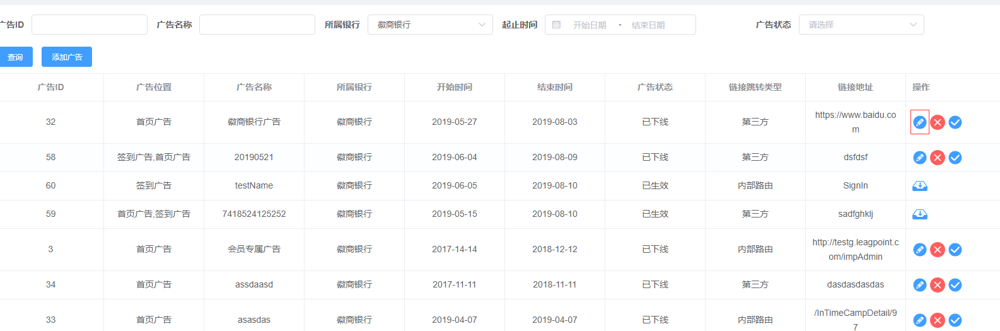 广告ID 广告名称 所属银行 徽商银行 起止时间 开始日期 - 结束日期 广告状态 请选择
查询 添加广告
广告ID 广告位置 广告名称 所属银行 开始时间 结束时间 广告状态 链接跳转类型 链接地址 操作
32 首页广告 徽商银行广告 徽商银行 2019-05-27 2019-08-03 已下线 第三方 https://www.baidu.co
m
58 签到广告,首页广告 20190521 徽商银行 2019-06-04 2019-08-09 已下线 第三方 dsfdsf
60 签到广告 testName 徽商银行 2019-06-05 2019-08-10 已生效 内部路由 SignIn
59 首页广告,签到广告 7418524125252 徽商银行 2019-05-15 2019-08-10 已生效 第三方 sadfghklj
3 首页广告 会员专属广告 徽商银行 2017-14-14 2018-12-12 已下线 内部路由 http://testg.leagpoint.c
om/impAdmin
34 首页广告 assdaasd 徽商银行 2017-11-11 2018-11-11 已下线 第三方 dasdasdasdas
33 首页广告 asasdas 徽商银行 2019-04-07 2019-04-07 已下线 内部路由 /InTimeCampDetail/9
7